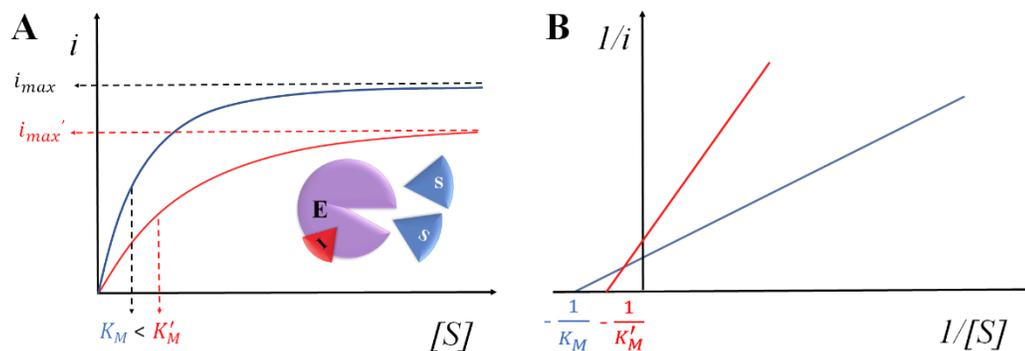 A
i
i_max
i_max'
E
S
S
I
K_M < K'_M
[S]
B
1/i
- 1/K_M
- 1/K'_M
1/[S]